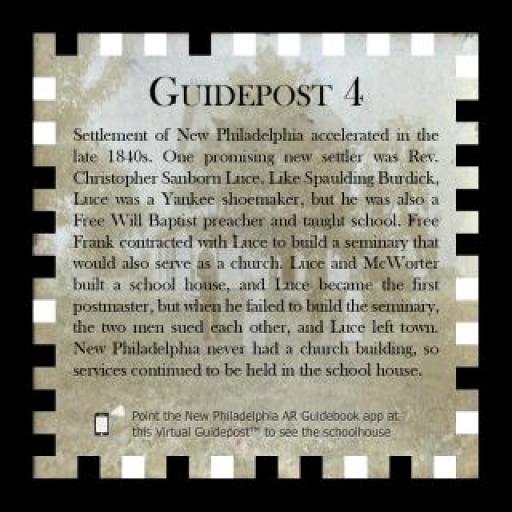 GUIDEPOST 4
Settlement of New Philadelphia accelerated in the
late 1840s. One promising new settler was Rev.
Christopher Sanborn Luce. Like Spaulding Burdick,
Luce was a Yankee shoemaker, but he was also a
Free Will Baptist preacher and taught school. Free
Frank contracted with Luce to build a seminary that
would also serve as a church. Luce and McWorter
built a school house, and Luce became the first
postmaster, but when he failed to build the seminary,
the two men sued each other, and Luce left town.
New Philadelphia never had a church building, so
services continued to be held in the school house.
Point the New Philadelphia AR Guidebook app at
this Virtual Guidepost™ to see the schoolhouse